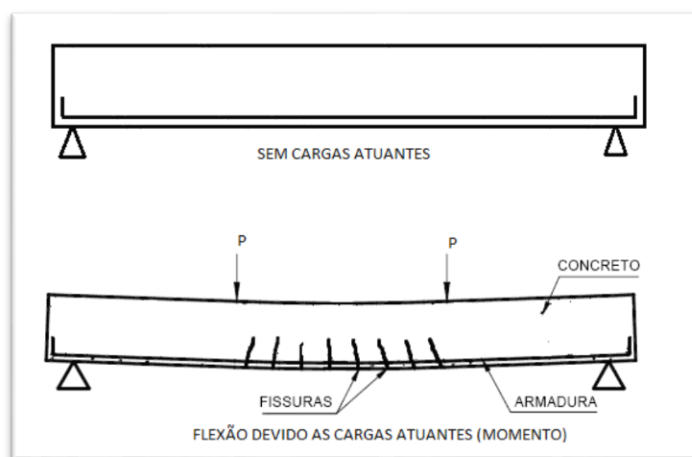 SEM CARGAS ATUANTES
P
P
CONCRETO
FISSURAS
ARMADURA
FLEXÃO DEVIDO AS CARGAS ATUANTES (MOMENTO)